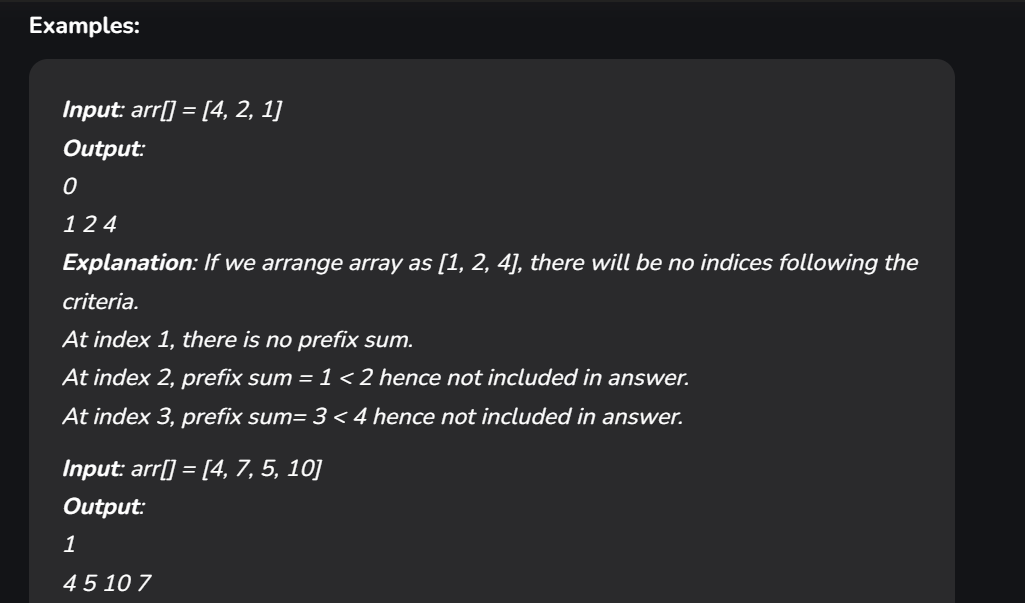 Examples:
Input: arr[] = [4, 2, 1]
Output:
0
1 2 4
Explanation: If we arrange array as [1, 2, 4], there will be no indices following the
criteria.
At index 1, there is no prefix sum.
At index 2, prefix sum = 1 < 2 hence not included in answer.
At index 3, prefix sum= 3 < 4 hence not included in answer.
Input: arr[] = [4, 7, 5, 10]
Output:
1
4 5 10 7